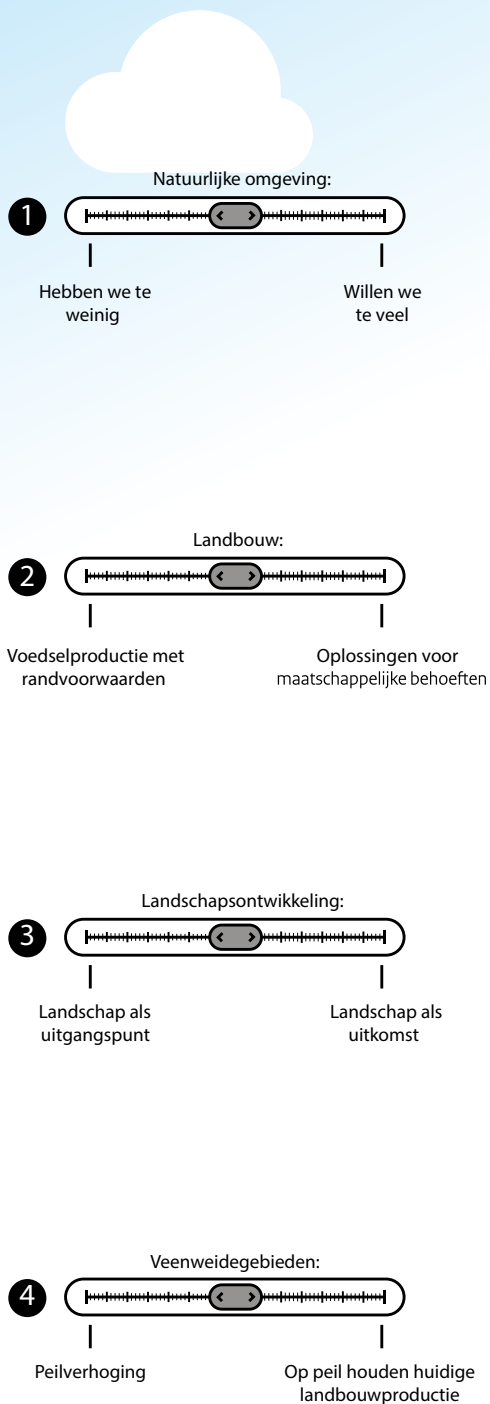 Natuurlijke omgeving:
1
Hebben we te
weinig
Willen we
te veel
Landbouw:
2
Voedselproductie met
randvoorwaarden
Oplossingen voor
maatschappelijke behoeften
Landschapsontwikkeling:
3
Landschap als
uitgangspunt
Landschap als
uitkomst
Veenweidegebieden:
4
Peilverhoging
Op peil houden huidige
landbouwproductie